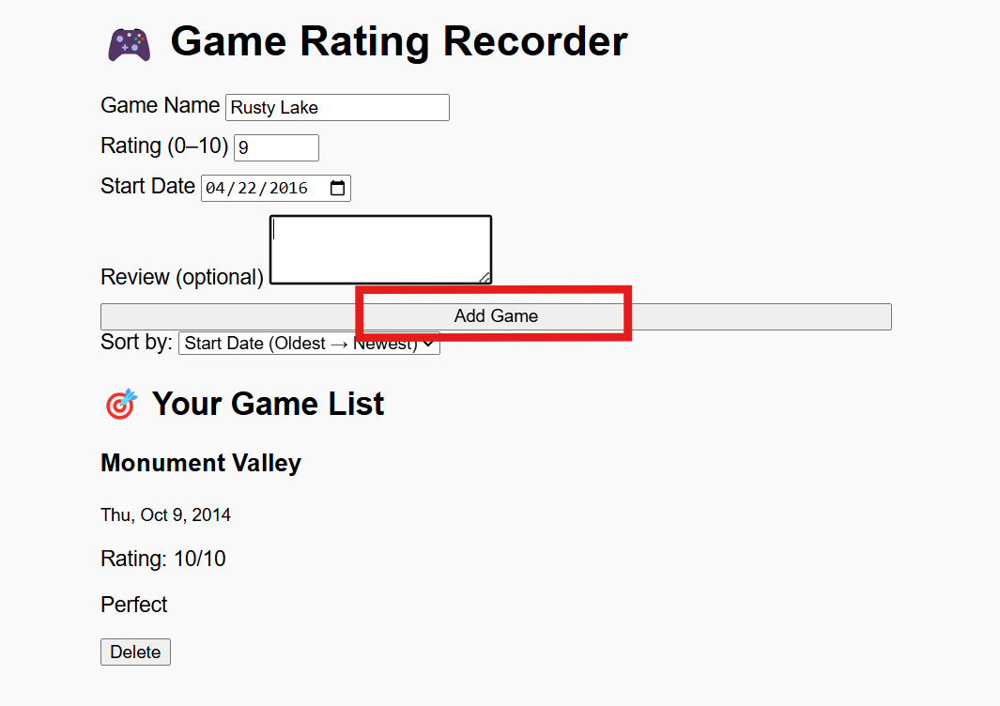 🎮 Game Rating Recorder
Game Name Rusty Lake
Rating (0–10) 9
Start Date 04/22/2016
Review (optional)
Add Game
Sort by: Start Date (Oldest → Newest)
🎯 Your Game List
Monument Valley
Thu, Oct 9, 2014
Rating: 10/10
Perfect
Delete